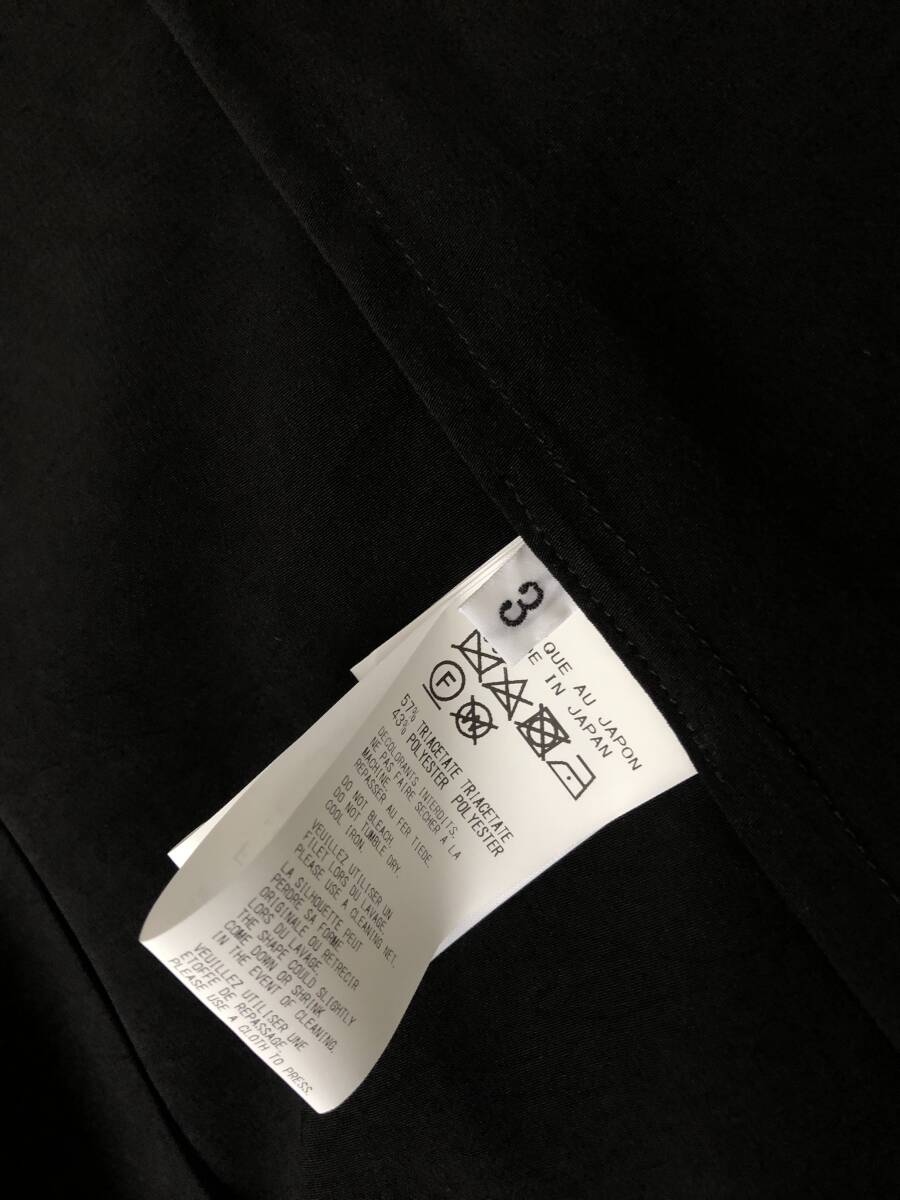 3
QUE AU JAPON
IN JAPAN
F
W
57% TRIACETATE TRIACETATE
43% POLYESTER POLYESTER
DECOLORANTS INTERDITS.
NE PAS FAIRE SECHER A LA
MACHINE.
REPASSER AU FER TIEDE.
DO NOT BLEACH.
DO NOT TUMBLE DRY.
COOL IRON.
VEUILLEZ UTILISER UN
FILET LORS DU LAVAGE.
PLEASE USE A CLEANING NET.
LA SILHOUETTE PEUT
PERDRE SA FORME
ORIGINALE OU RETRECIR
LORS DU LAVAGE.
THE SHAPE COULD SLIGHTLY
COME DOWN OR SHRINK
IN THE EVENT OF CLEANING.
VEUILLEZ UTILISER UNE
ETOFFE DE REPASSAGE.
PLEASE USE A CLOTH TO PRESS.